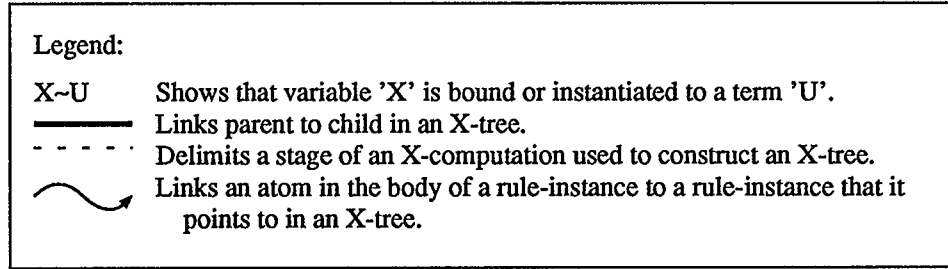 Legend:
X~U Shows that variable 'X' is bound or instantiated to a term 'U'.
Links parent to child in an X-tree.
Delimits a stage of an X-computation used to construct an X-tree.
Links an atom in the body of a rule-instance to a rule-instance that it
points to in an X-tree.